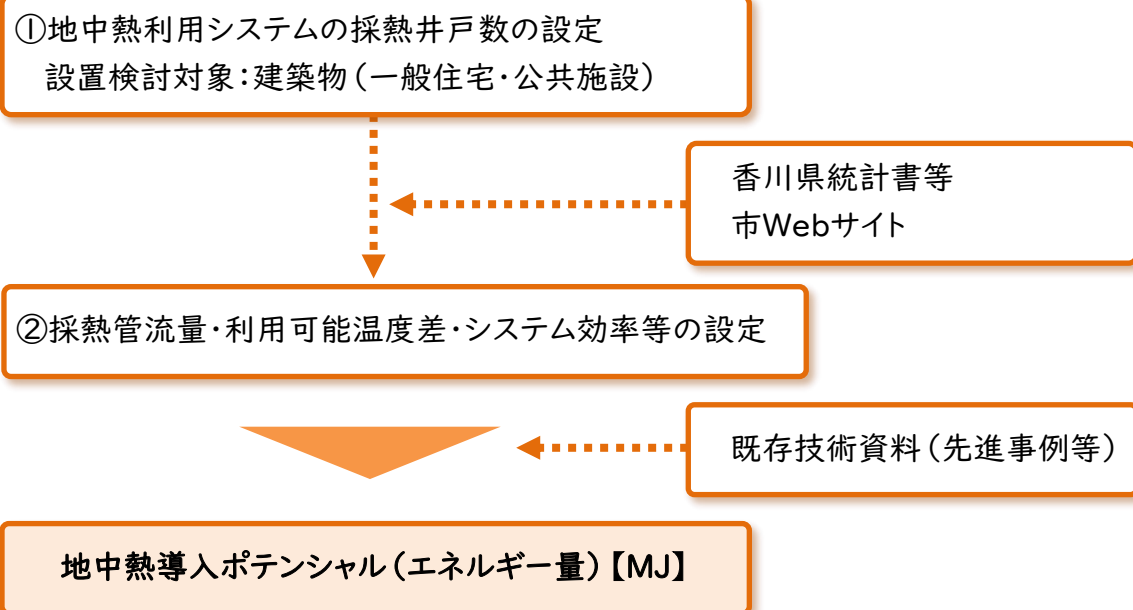 ①地中熱利用システムの採熱井戸数の設定
設置検討対象：建築物（一般住宅・公共施設）
香川県統計書等
市Webサイト
②採熱管流量・利用可能温度差・システム効率等の設定
既存技術資料（先進事例等）
地中熱導入ポテンシャル（エネルギー量）【MJ】